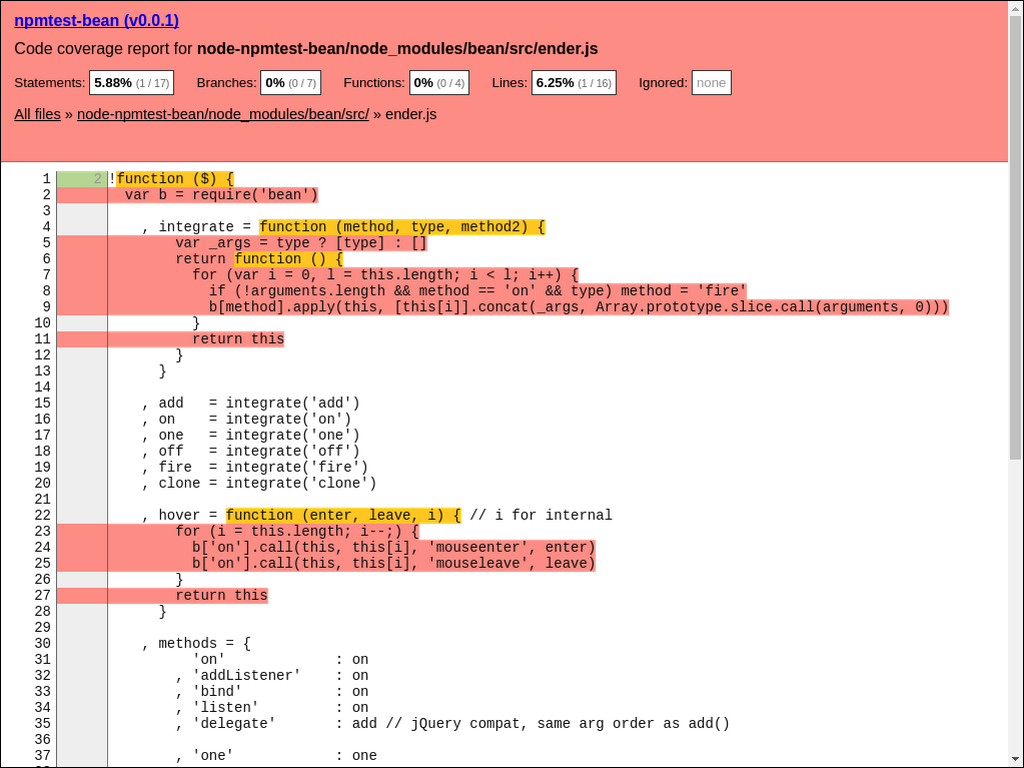 npmtest-bean (v0.0.1)
Code coverage report for node-npmtest-bean/node_modules/bean/src/ender.js
Statements: 5.88% (1 / 17) Branches: 0% (0 / 7) Functions: 0% (0 / 4) Lines: 6.25% (1 / 16) Ignored: none
All files » node-npmtest-bean/node_modules/bean/src/ » ender.js
1 2 !function ($) {
2 var b = require('bean')
3
4 , integrate = function (method, type, method2) {
5 var _args = type ? [type] : []
6 return function () {
7 for (var i = 0, l = this.length; i < l; i++) {
8 if (!arguments.length && method == 'on' && type) method = 'fire'
9 b[method].apply(this, [this[i]].concat(_args, Array.prototype.slice.call(arguments, 0)))
10 }
11 return this
12 }
13 }
14
15 , add   = integrate('add')
16 , on    = integrate('on')
17 , one   = integrate('one')
18 , off   = integrate('off')
19 , fire  = integrate('fire')
20 , clone = integrate('clone')
21
22 , hover = function (enter, leave, i) { // i for internal
23 for (i = this.length; i--;) {
24 b['on'].call(this, this[i], 'mouseenter', enter)
25 b['on'].call(this, this[i], 'mouseleave', leave)
26 }
27 return this
28 }
29
30 , methods = {
31 'on'             : on
32 , 'addListener'    : on
33 , 'bind'           : on
34 , 'listen'         : on
35 , 'delegate'       : add // jQuery compat, same arg order as add()
36
37 , 'one'            : one